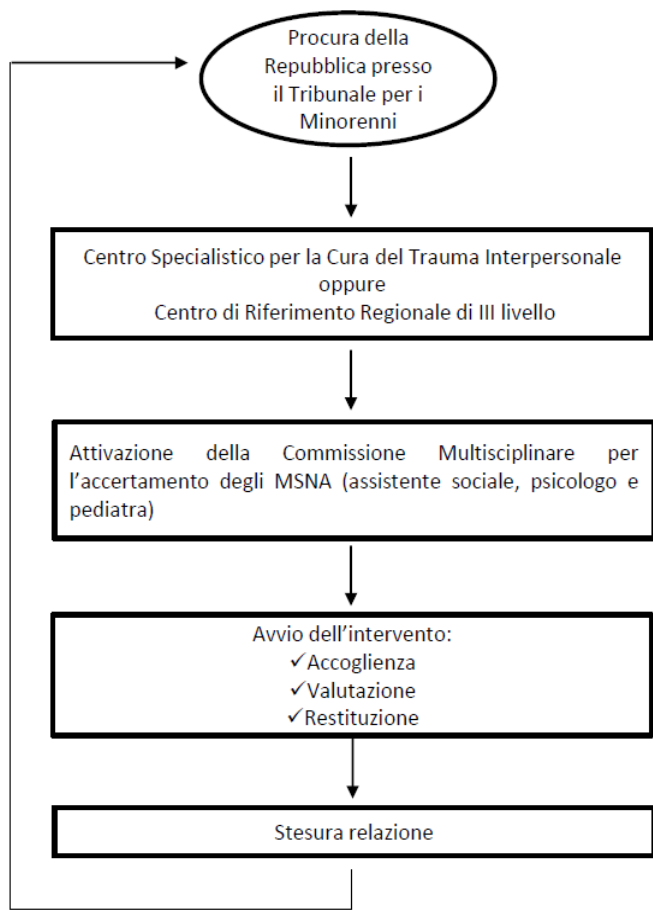 Procura della
Repubblica presso
il Tribunale per i
Minorenni
Centro Specialistico per la Cura del Trauma Interpersonale
oppure
Centro di Riferimento Regionale di III livello
Attivazione della Commissione Multisciplinare per
l’accertamento degli MSNA (assistente sociale, psicologo e
pediatra)
Avvio dell’intervento:
✓Accoglienza
✓Valutazione
✓Restituzione
Stesura relazione